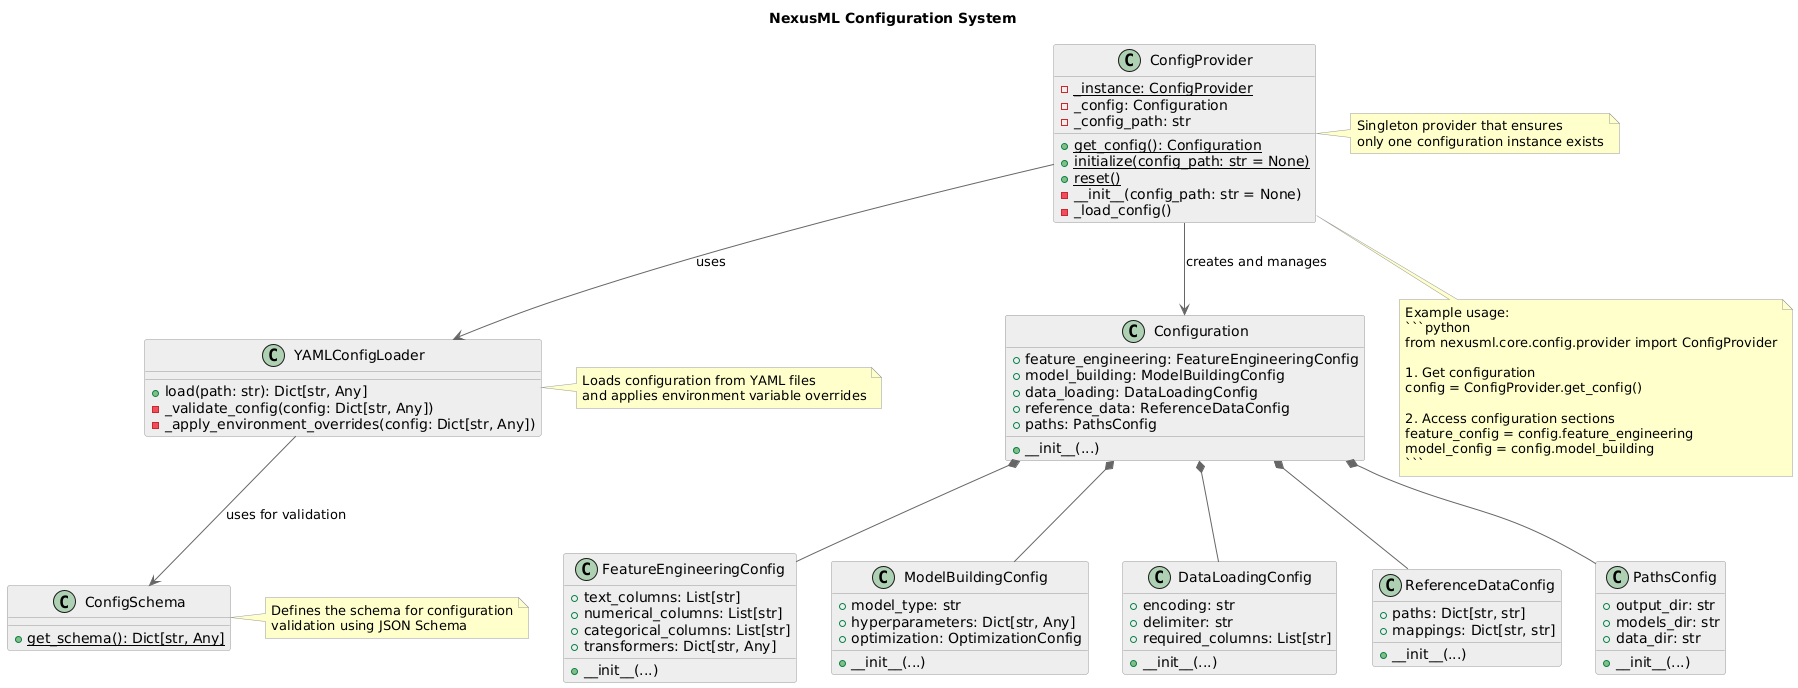 NexusML Configuration System
C ConfigProvider
_instance: ConfigProvider
_config: Configuration
_config_path: str
get_config(): Configuration
initialize(config_path: str = None)
reset()
__init__(config_path: str = None)
_load_config()
Singleton provider that ensures
only one configuration instance exists
uses
creates and manages
Example usage:
```python
from nexusml.core.config.provider import ConfigProvider
1. Get configuration
config = ConfigProvider.get_config()
2. Access configuration sections
feature_config = config.feature_engineering
model_config = config.model_building
```
C YAMLConfigLoader
load(path: str): Dict[str, Any]
_validate_config(config: Dict[str, Any])
_apply_environment_overrides(config: Dict[str, Any])
Loads configuration from YAML files
and applies environment variable overrides
C Configuration
feature_engineering: FeatureEngineeringConfig
model_building: ModelBuildingConfig
data_loading: DataLoadingConfig
reference_data: ReferenceDataConfig
paths: PathsConfig
__init__(...)
uses for validation
C ConfigSchema
get_schema(): Dict[str, Any]
Defines the schema for configuration
validation using JSON Schema
C FeatureEngineeringConfig
text_columns: List[str]
numerical_columns: List[str]
categorical_columns: List[str]
transformers: Dict[str, Any]
__init__(...)
C ModelBuildingConfig
model_type: str
hyperparameters: Dict[str, Any]
optimization: OptimizationConfig
__init__(...)
C DataLoadingConfig
encoding: str
delimiter: str
required_columns: List[str]
__init__(...)
C ReferenceDataConfig
paths: Dict[str, str]
mappings: Dict[str, str]
__init__(...)
C PathsConfig
output_dir: str
models_dir: str
data_dir: str
__init__(...)